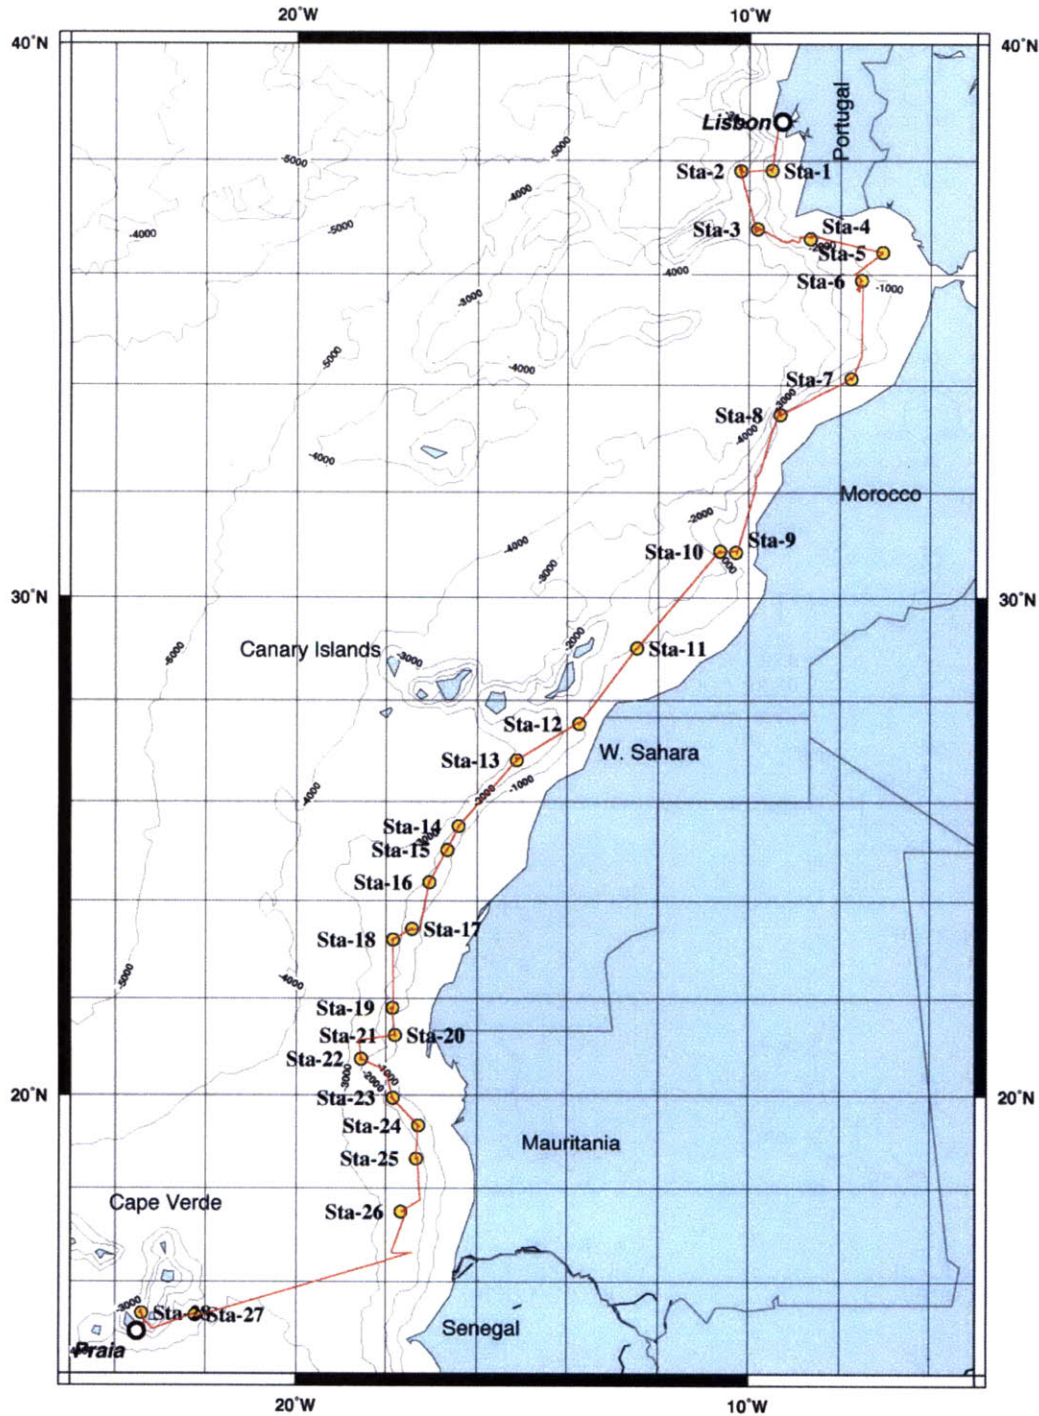 20°W 10°W
40°N 40°N
Lisbon
Portugal
-5000
-5000
Sta-2 Sta-1
-4000
-4000 -5000
Sta-3 Sta-4
-2000
Sta-5
-4000
Sta-6 -1000
-3000
-5000
-4000
Sta-7
-3000
Sta-8
-4000
-4000
Morocco
-2000
Sta-9
-4000
Sta-10
-3000
30°N 30°N
-2000
Canary Islands
-3000
-5000
Sta-11
Sta-12
W. Sahara
Sta-13
-1000
-4000
-2000
Sta-14
Sta-15
Sta-16
Sta-17
Sta-18
-5000
-4000
Sta-19
Sta-21 Sta-20
Sta-22
-3000 -2000 -1000
20°N 20°N
Sta-23
Sta-24
Mauritania
Sta-25
Cape Verde
Sta-26
-3000
Sta-28 Sta-27
Senegal
Praia
20°W 10°W